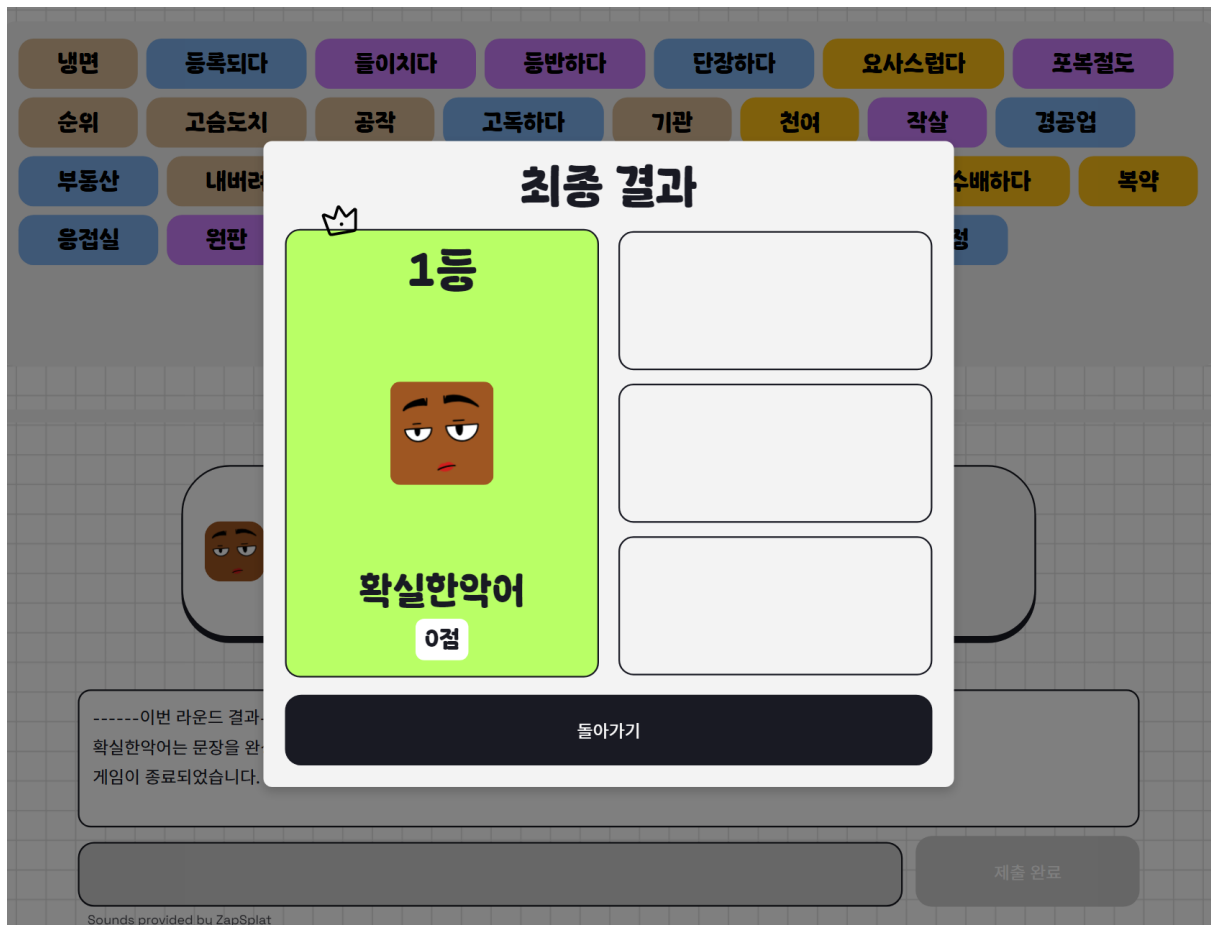 냉면 등록되다 들이치다 등반하다 단장하다 요사스럽다 포복절도
순위 고슴도치 공작 고독하다 기관 천여 작살 경공업
부동산 내버려 수배하다 복약
응접실 원판 점
최종 결과
1등
확실한악어
0점
돌아가기
------이번 라운드 결과-
확실한악어는 문장을 완
게임이 종료되었습니다.
제출 완료
Sounds provided by ZapSplat